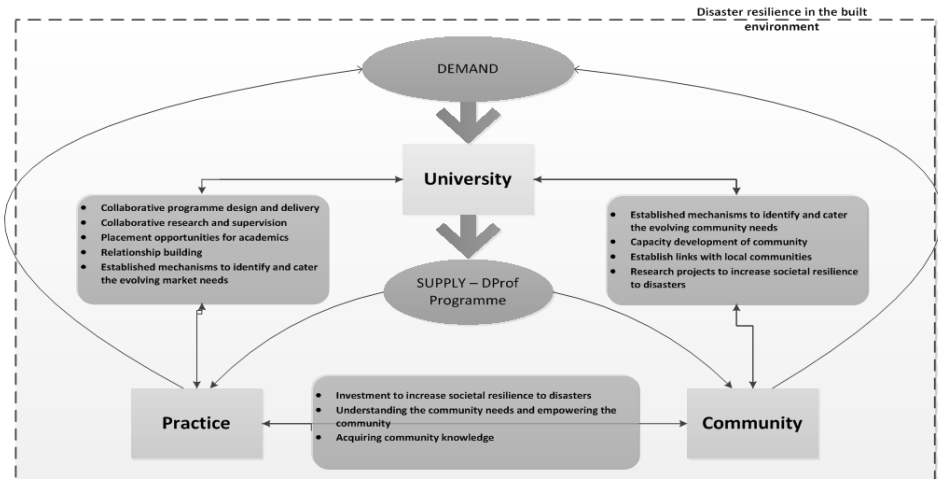 Disaster resilience in the built
environment
DEMAND
University
• Collaborative programme design and delivery
• Collaborative research and supervision
• Placement opportunities for academics
• Relationship building
• Established mechanisms to identify and cater
the evolving market needs
• Established mechanisms to identify and cater
the evolving community needs
• Capacity development of community
• Establish links with local communities
• Research projects to increase societal resilience
to disasters
SUPPLY – DProf
Programme
Practice
• Investment to increase societal resilience to disasters
• Understanding the community needs and empowering the
community
• Acquiring community knowledge
Community